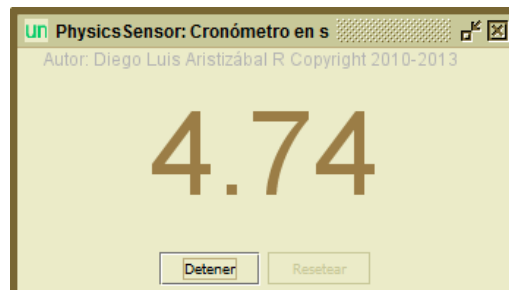 un PhysicsSensor: Cronómetro en s
Autor: Diego Luis Aristizábal R Copyright 2010-2013
4.74
Detener Resetear